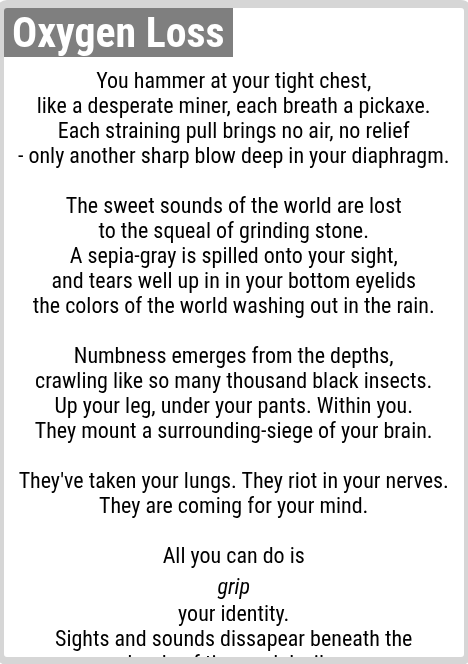 Oxygen Loss
You hammer at your tight chest,
like a desperate miner, each breath a pickaxe.
Each straining pull brings no air, no relief
- only another sharp blow deep in your diaphragm.
The sweet sounds of the world are lost
to the squeal of grinding stone.
A sepia-gray is spilled onto your sight,
and tears well up in in your bottom eyelids
the colors of the world washing out in the rain.
Numbness emerges from the depths,
crawling like so many thousand black insects.
Up your leg, under your pants. Within you.
They mount a surrounding-siege of your brain.
They've taken your lungs. They riot in your nerves.
They are coming for your mind.
All you can do is
grip
your identity.
Sights and sounds dissapear beneath the